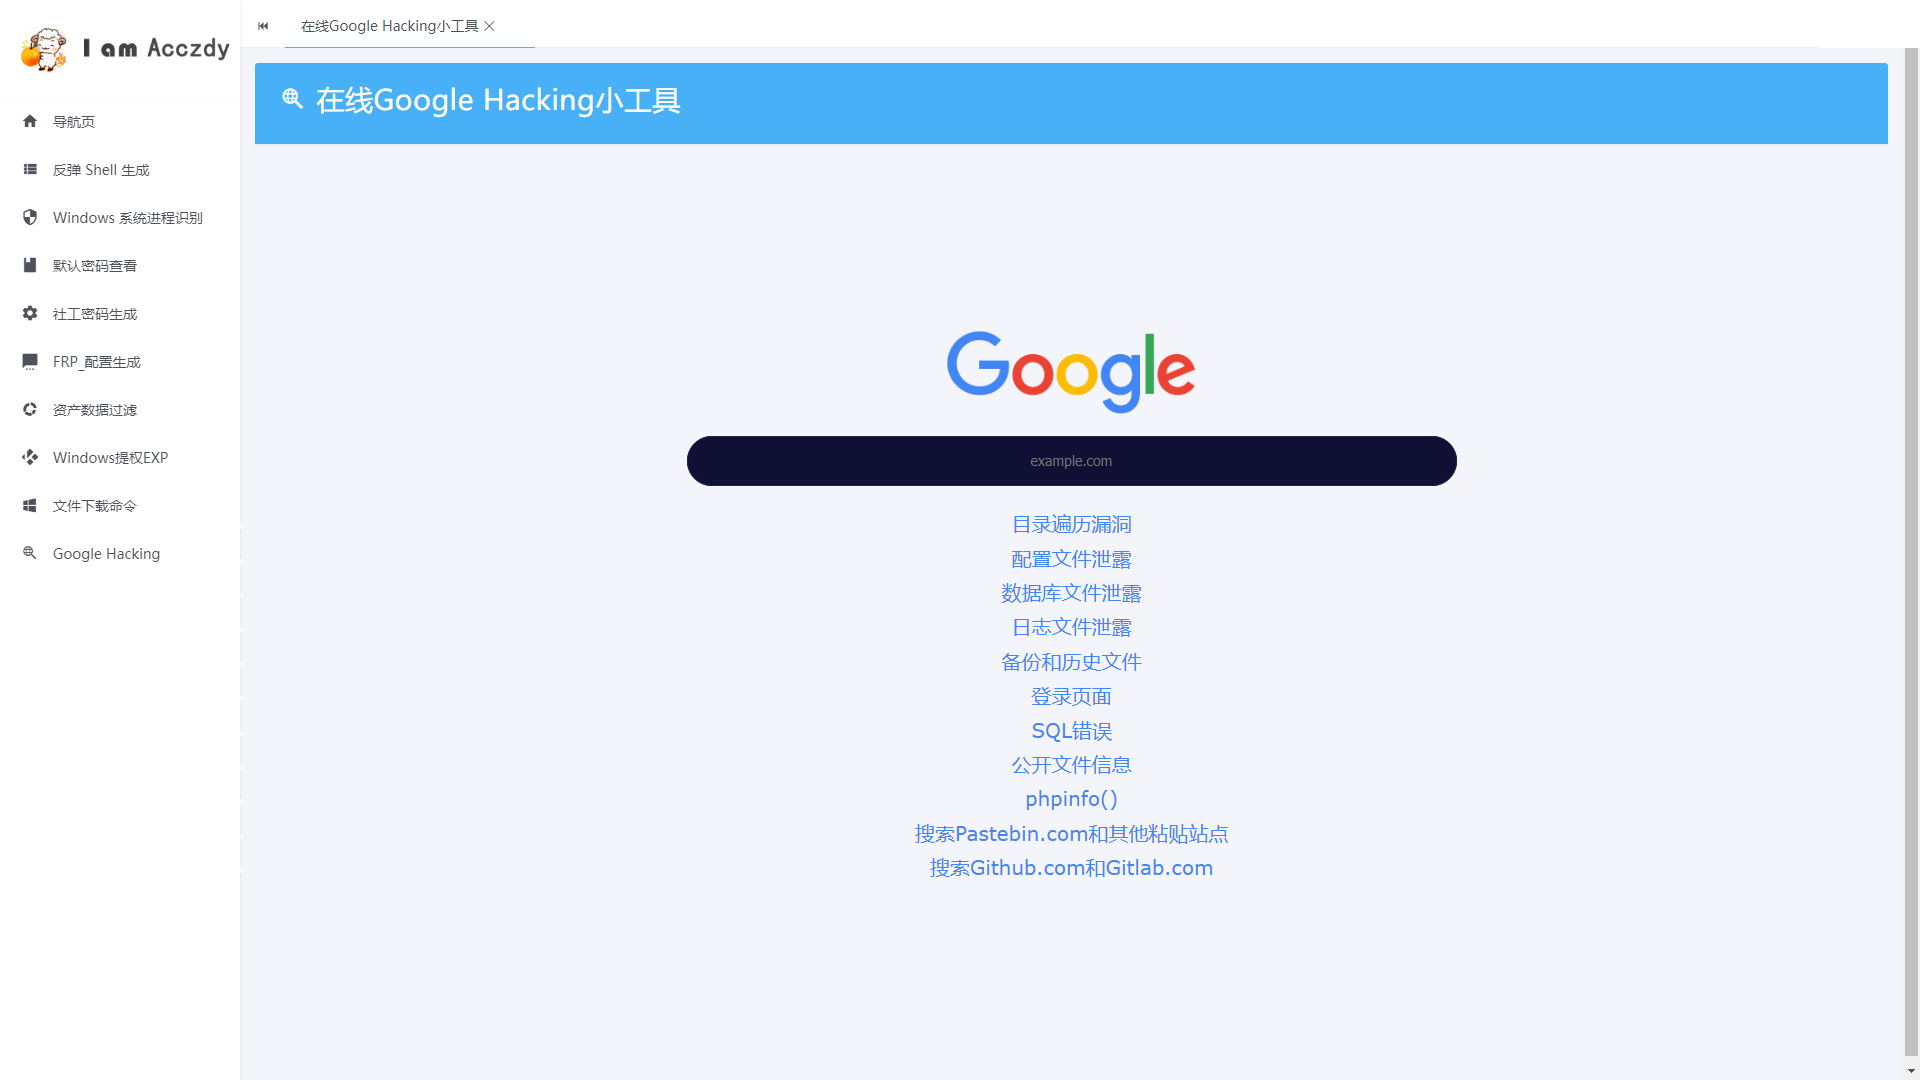 I am Acczdy
导航页
反弹 Shell 生成
Windows 系统进程识别
默认密码查看
社工密码生成
FRP_配置生成
资产数据过滤
Windows提权EXP
文件下载命令
Google Hacking
在线Google Hacking小工具
在线Google Hacking小工具
Google
example.com
目录遍历漏洞
配置文件泄露
数据库文件泄露
日志文件泄露
备份和历史文件
登录页面
SQL错误
公开文件信息
phpinfo()
搜索Pastebin.com和其他粘贴站点
搜索Github.com和Gitlab.com